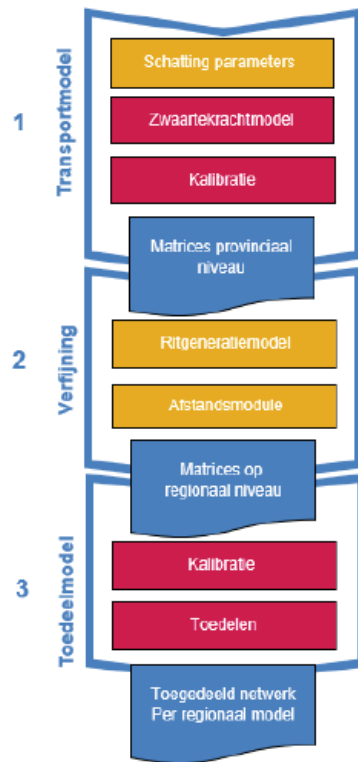 1
Transportmodel
Schatting parameters
Zwaartekrachtmodel
Kalibratie
Matrices provinciaal
niveau
2
Verfijning
Ritgeneratiemodel
Afstandsmodule
Matrices op
regionaal niveau
3
Toedeelmodel
Kalibratie
Toedelen
Toegedeeld netwerk
Per regionaal model